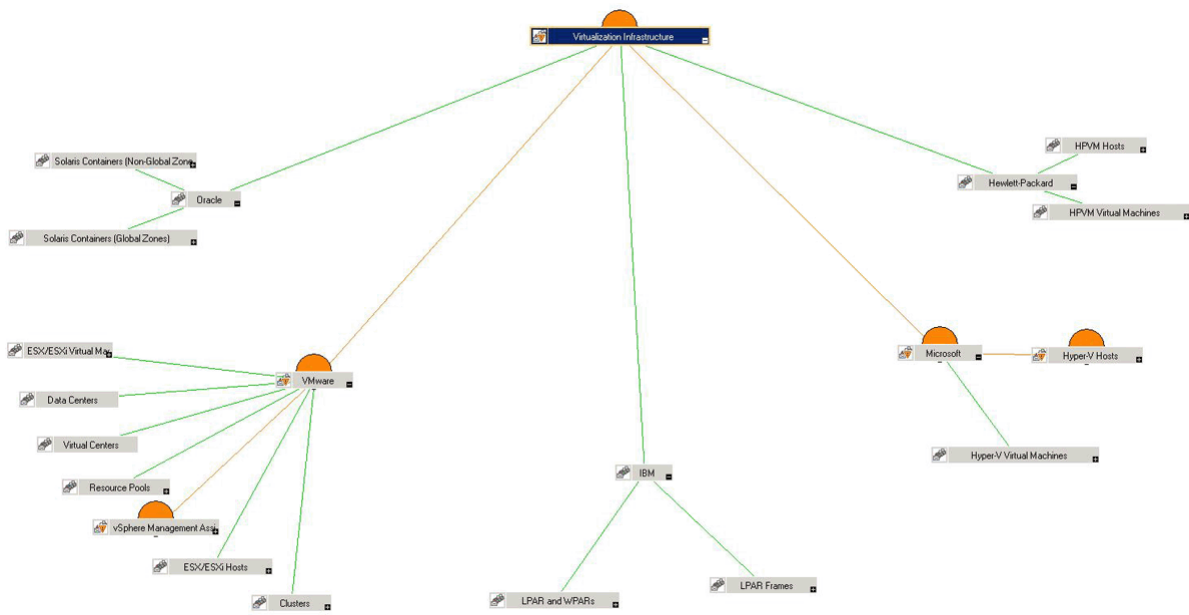 Virtualization Infrastructure
Solaris Containers (Non-Global Zone
HPVM Hosts
Oracle
Hewlett-Packard
Solaris Containers (Global Zones)
HPVM Virtual Machines
ESX/ESXi Virtual Mac
VMware
Microsoft
Hyper-V Hosts
Data Centers
Virtual Centers
Hyper-V Virtual Machines
IBM
Resource Pools
vSphere Management Assi
ESX/ESXi Hosts
LPAR Frames
Clusters
LPAR and WPARs